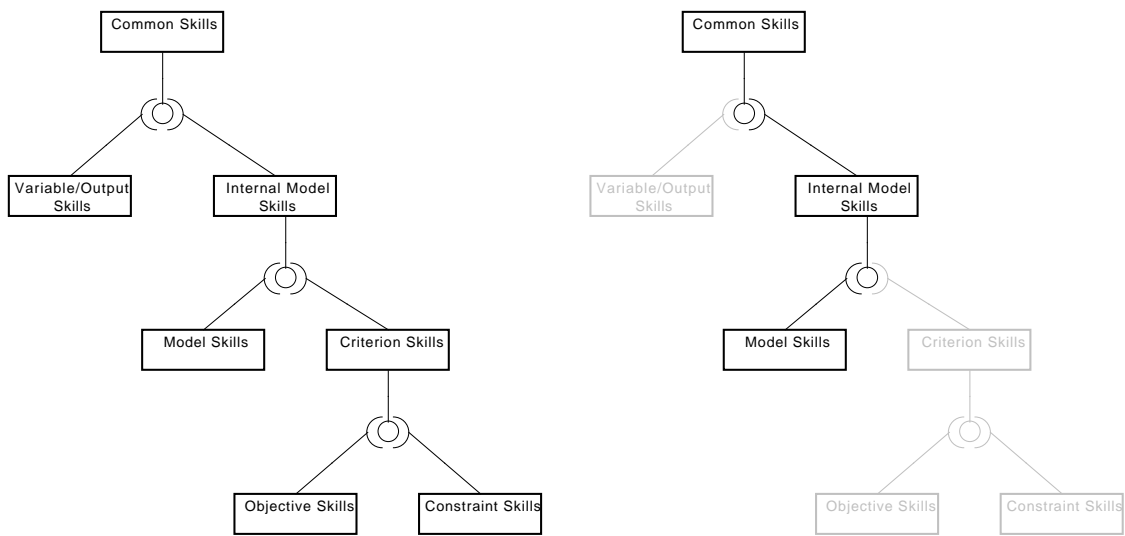 Common Skills
Variable/Output
Skills
Internal Model
Skills
Model Skills
Criterion Skills
Objective Skills
Constraint Skills
Common Skills
Variable/Output
Skills
Internal Model
Skills
Model Skills
Criterion Skills
Objective Skills
Constraint Skills